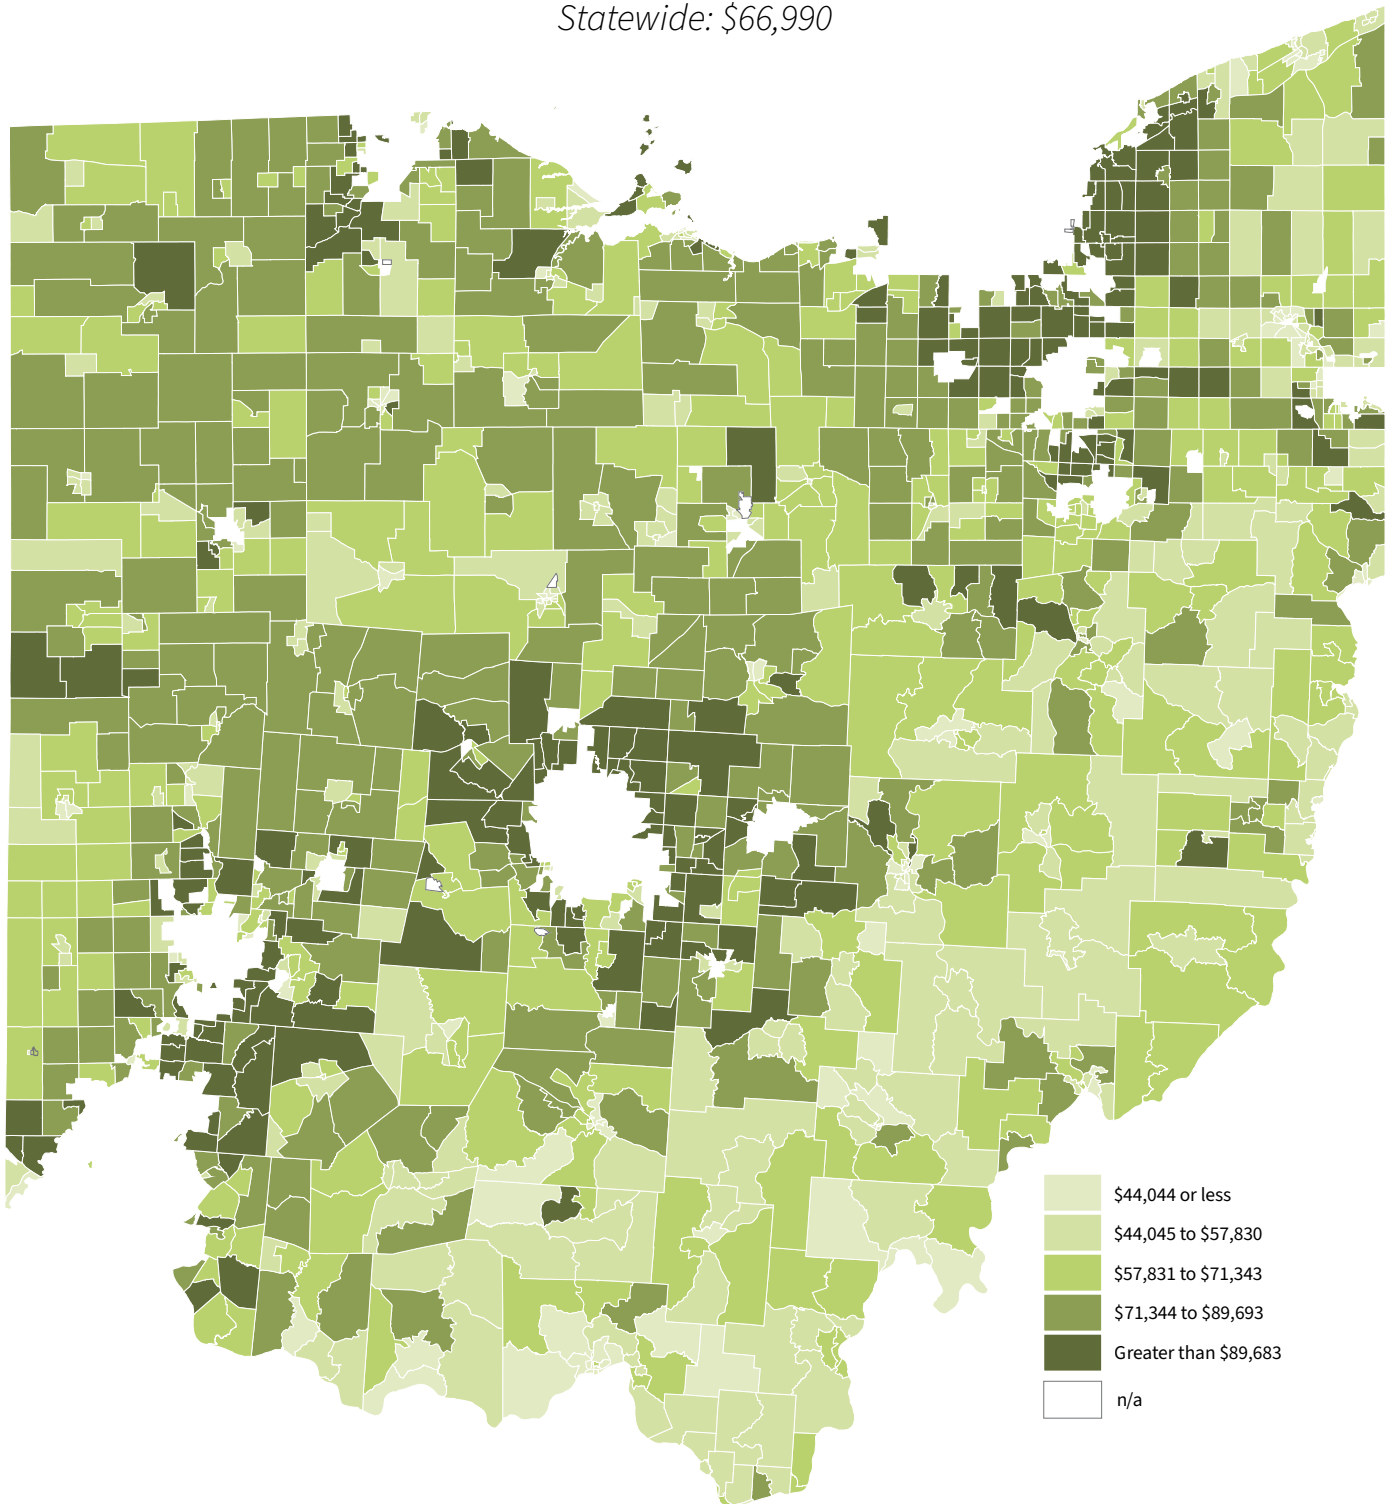 Statewide: $66,990
$44,044 or less
$44,045 to $57,830
$57,831 to $71,343
$71,344 to $89,693
Greater than $89,683
n/a